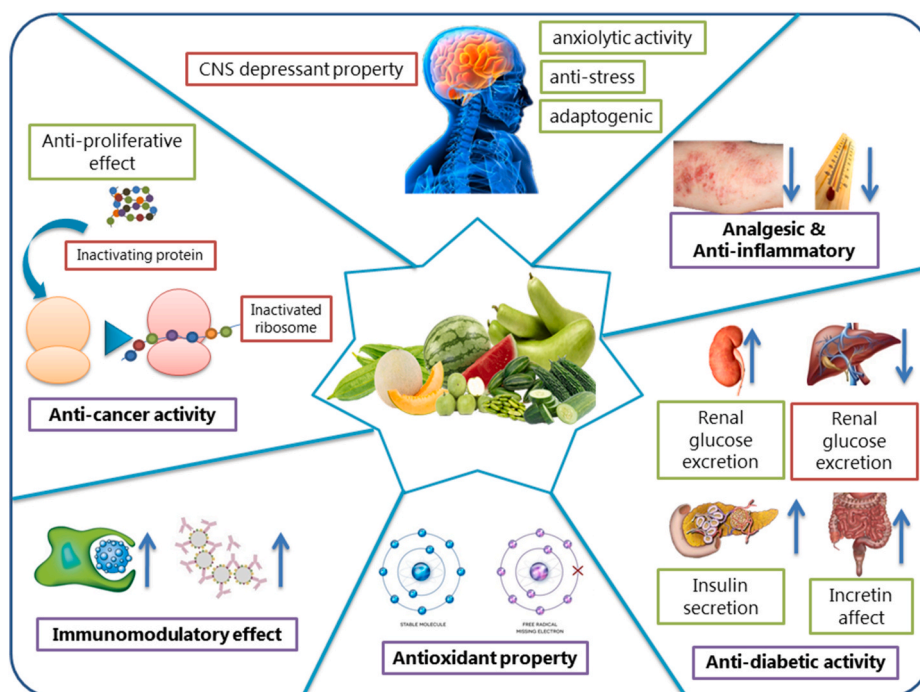 CNS depressant property
anxiolytic activity
anti-stress
adaptogenic
Anti-proliferative
effect
Inactivating protein
Inactivated
ribosome
Anti-cancer activity
Analgesic &
Anti-inflammatory
Renal
glucose
excretion
Renal
glucose
excretion
Insulin
secretion
Incretin
affect
Anti-diabetic activity
Immunomodulatory effect
STABLE MOLECULE
FREE RADICAL
MISSING ELECTRON
Antioxidant property